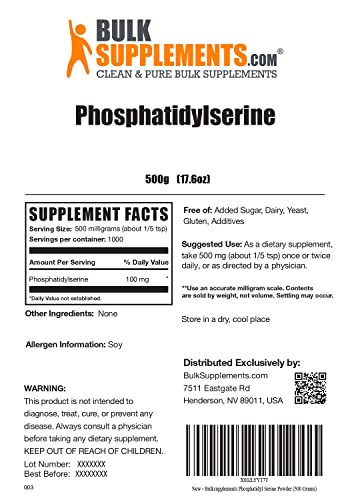 BULK
SUPPLEMENTS.COM®
CLEAN & PURE BULK SUPPLEMENTS
Phosphatidylserine
500g (17.6oz)
SUPPLEMENT FACTS
Serving Size: 500 milligrams (about 1/5 tsp)
Servings per container: 1000
Amount Per Serving % Daily Value
Phosphatidylserine 100 mg *
*Daily Value not established.
Other Ingredients: None
Allergen Information: Soy
Free of: Added Sugar, Dairy, Yeast,
Gluten, Additives
Suggested Use: As a dietary supplement,
take 500 mg (about 1/5 tsp) once or twice
daily, or as directed by a physician.
**Use an accurate milligram scale. Contents
are sold by weight, not volume. Settling may occur.
Store in a dry, cool place
Distributed Exclusively by:
BulkSupplements.com
7511 Eastgate Rd
Henderson, NV 89011, USA
WARNING:
This product is not intended to
diagnose, treat, cure, or prevent any
disease. Always consult a physician
before taking any dietary supplement.
KEEP OUT OF REACH OF CHILDREN.
Lot Number: XXXXXXX
Best Before: XXXXXXXX
003
New - Bulksupplements Phosphatidyl Serine Powder (500 Grams)